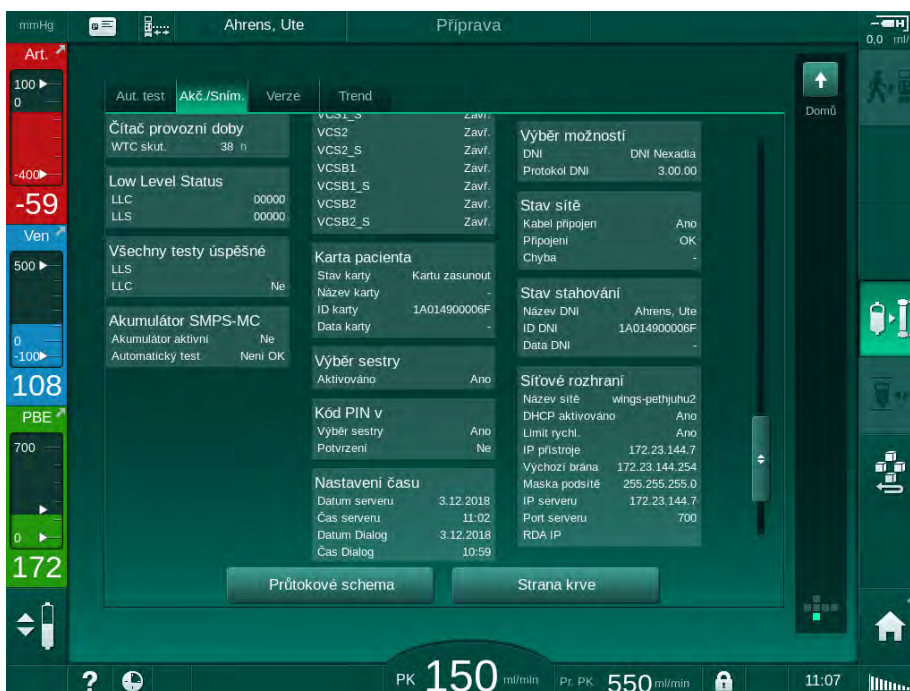 mmHg
Ahrens, Ute
Příprava
0,0 ml/
Art.
100
0
-400
-59
Ven
500
0
-100
108
PBE
700
0
172
Domů
Aut. test
Akč./Sním.
Verze
Trend
Čítač provozní doby
WTC skut. 38 h
Low Level Status
LLC 00000
LLS 00000
Všechny testy úspěšné
LLS
LLC Ne
Akumulátor SMPS-MC
Akumulátor aktivní Ne
Automatický test Není OK
VCS1_S Zavř.
VCS2 Zavř.
VCS2_S Zavř.
VCSB1 Zavř.
VCSB1_S Zavř.
VCSB2 Zavř.
VCSB2_S Zavř.
Karta pacienta
Stav karty Kartu zasunout
Název karty -
ID karty 1A014900006F
Data karty -
Výběr sestry
Aktivováno Ano
Kód PIN v
Výběr sestry Ano
Potvrzení Ne
Nastavení času
Datum serveru 3.12.2018
Čas serveru 11:02
Datum Dialog 3.12.2018
Čas Dialog 10:59
Výběr možností
DNI DNI Nexadia
Protokol DNI 3.00.00
Stav sítě
Kabel připojen Ano
Připojení OK
Chyba -
Stav stahování
Název DNI Ahrens, Ute
ID DNI 1A014900006F
Data DNI -
Síťové rozhraní
Název sítě wings-pethjuhu2
DHCP aktivováno Ano
Limit rychl. Ano
IP přístroje 172.23.144.7
Výchozí brána 172.23.144.254
Maska podsítě 255.255.255.0
IP serveru 172.23.144.7
Port serveru 700
RDA IP
Průtokové schema
Strana krve
? PK 150 ml/min Pr. PK 550 ml/min 11:07